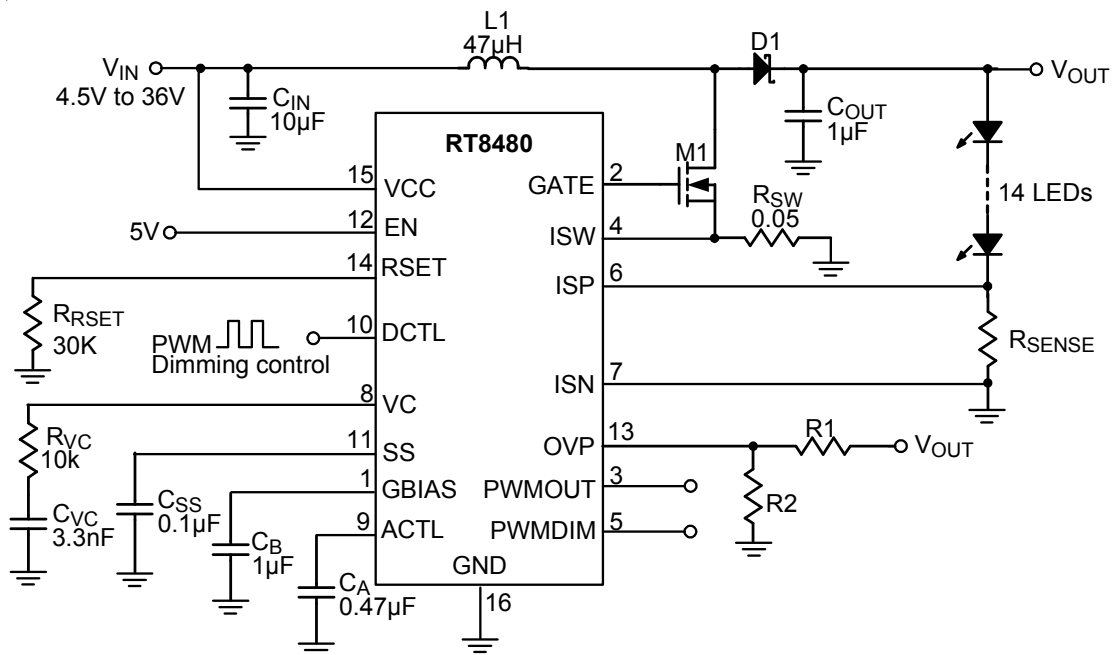 L1
47µH
D1
VIN
4.5V to 36V
VOUT
CIN
10µF
COUT
1µF
RT8480
M1
15
VCC
GATE
2
RSW
0.05
14 LEDs
5V
12
EN
ISW
4
14
RSET
ISP
6
RRSET
30K
PWM
Dimming control
10
DCTL
RSENSE
ISN
7
8
VC
RVC
10k
11
SS
OVP
13
R1
VOUT
1
GBIAS
PWMOUT
3
R2
CVC
3.3nF
CSS
0.1µF
9
ACTL
PWMDIM
5
CB
1µF
GND
CA
0.47µF
16